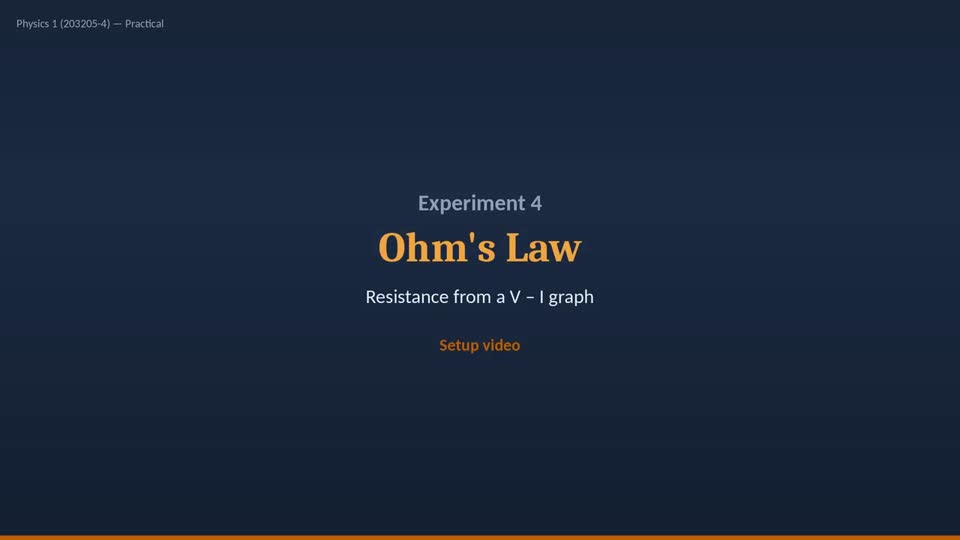 Physics 1 (203205-4) — Practical
Experiment 4
Ohm's Law
Resistance from a V – I graph
Setup video